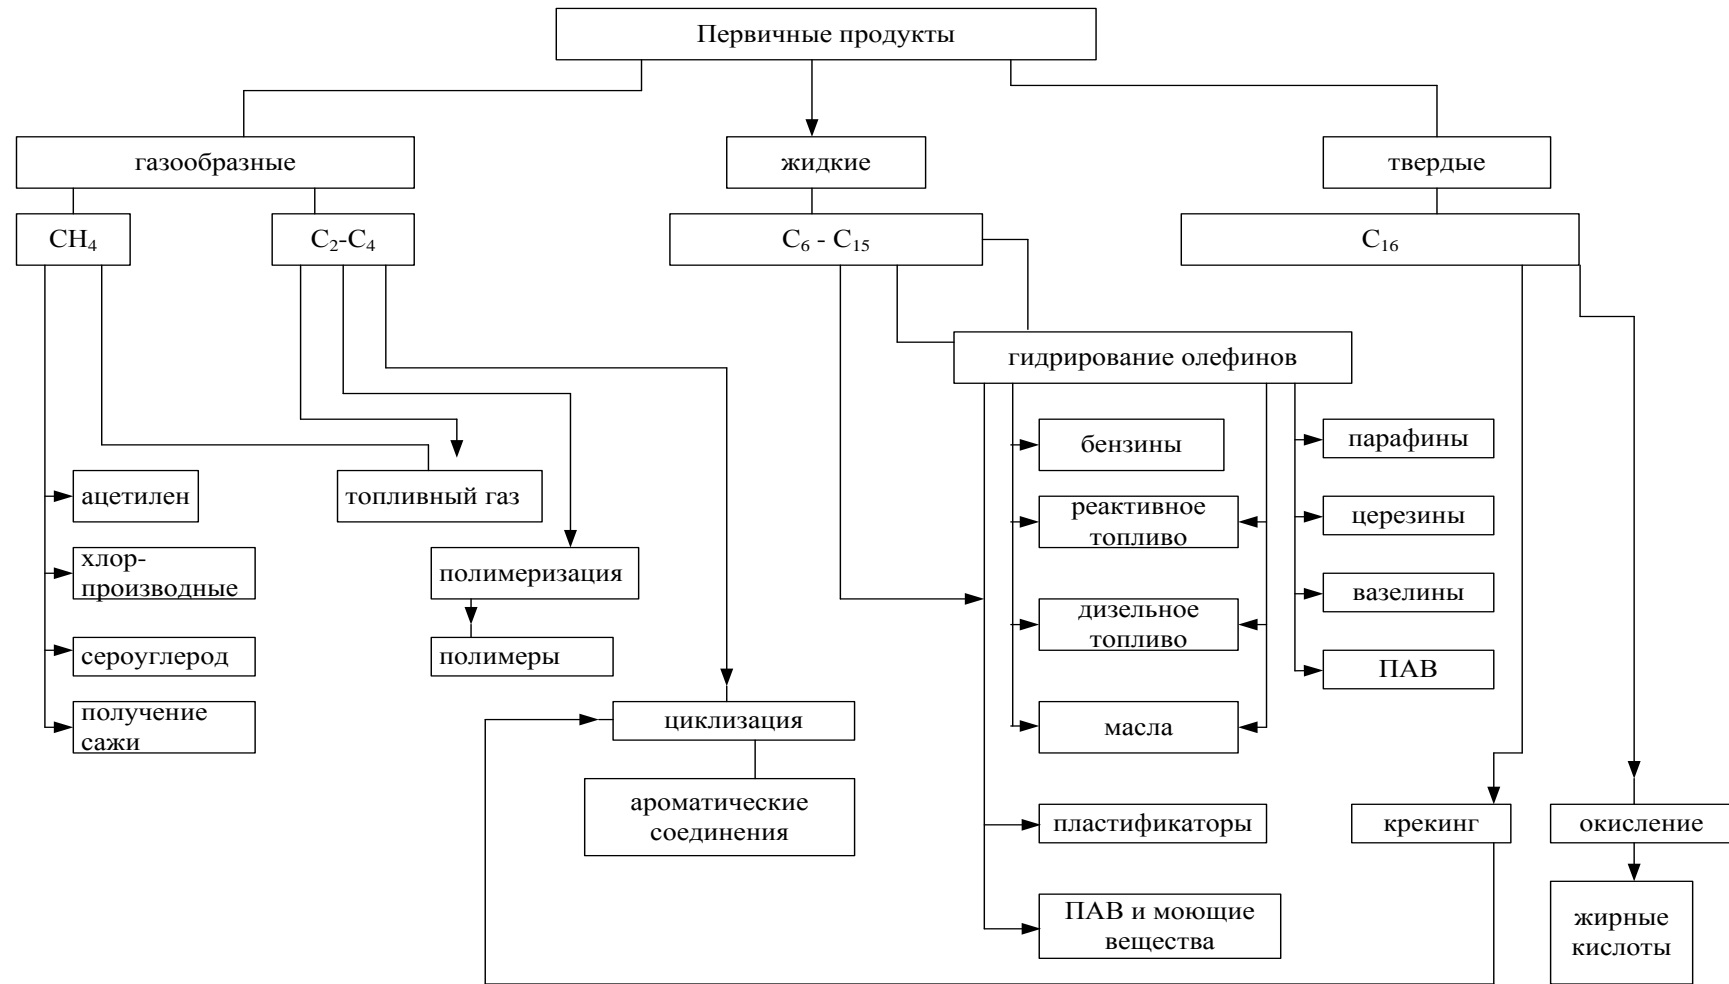 Первичные продукты
газообразные
жидкие
твердые
CH₄
C₂-C₄
C₆ - C₁₅
C₁₆
гидрирование олефинов
бензины
парафины
ацетилен
топливный газ
реактивное
топливо
церезины
хлор-
производные
полимеризация
вазелины
дизельное
топливо
сероуглерод
полимеры
ПАВ
получение
сажи
циклизация
масла
ароматические
соединения
пластификаторы
крекинг
окисление
ПАВ и моющие
вещества
жирные
кислоты